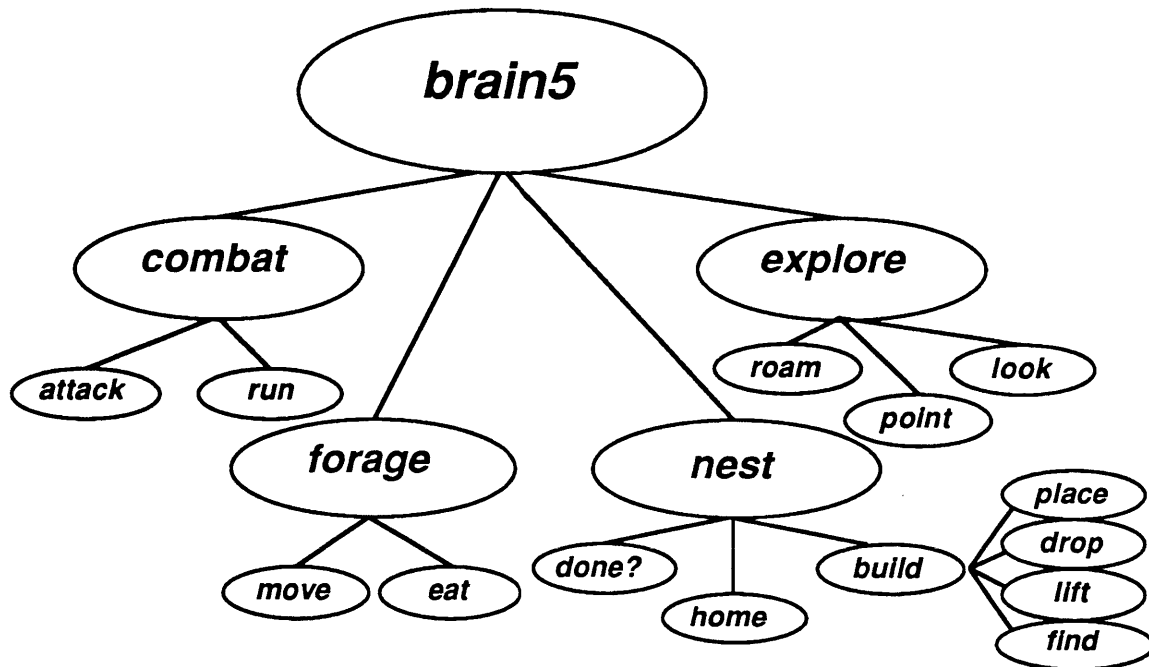 brain5
combat
explore
attack
run
roam
look
point
forage
nest
place
drop
lift
find
done?
build
move
eat
home